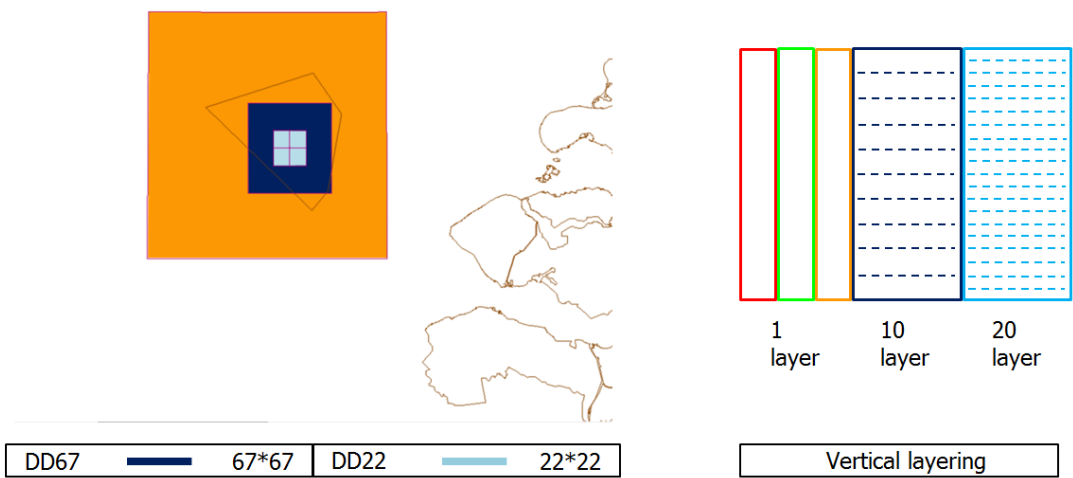 1
layer
10
layer
20
layer
DD67 67*67 DD22 22*22
Vertical layering